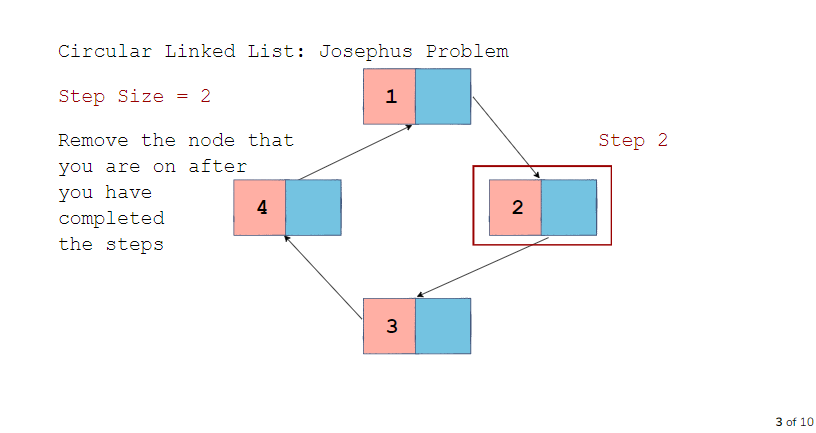 Circular Linked List: Josephus Problem
Step Size = 2
1
Remove the node that
you are on after
you have
completed
the steps
Step 2
4
2
3
3 of 10